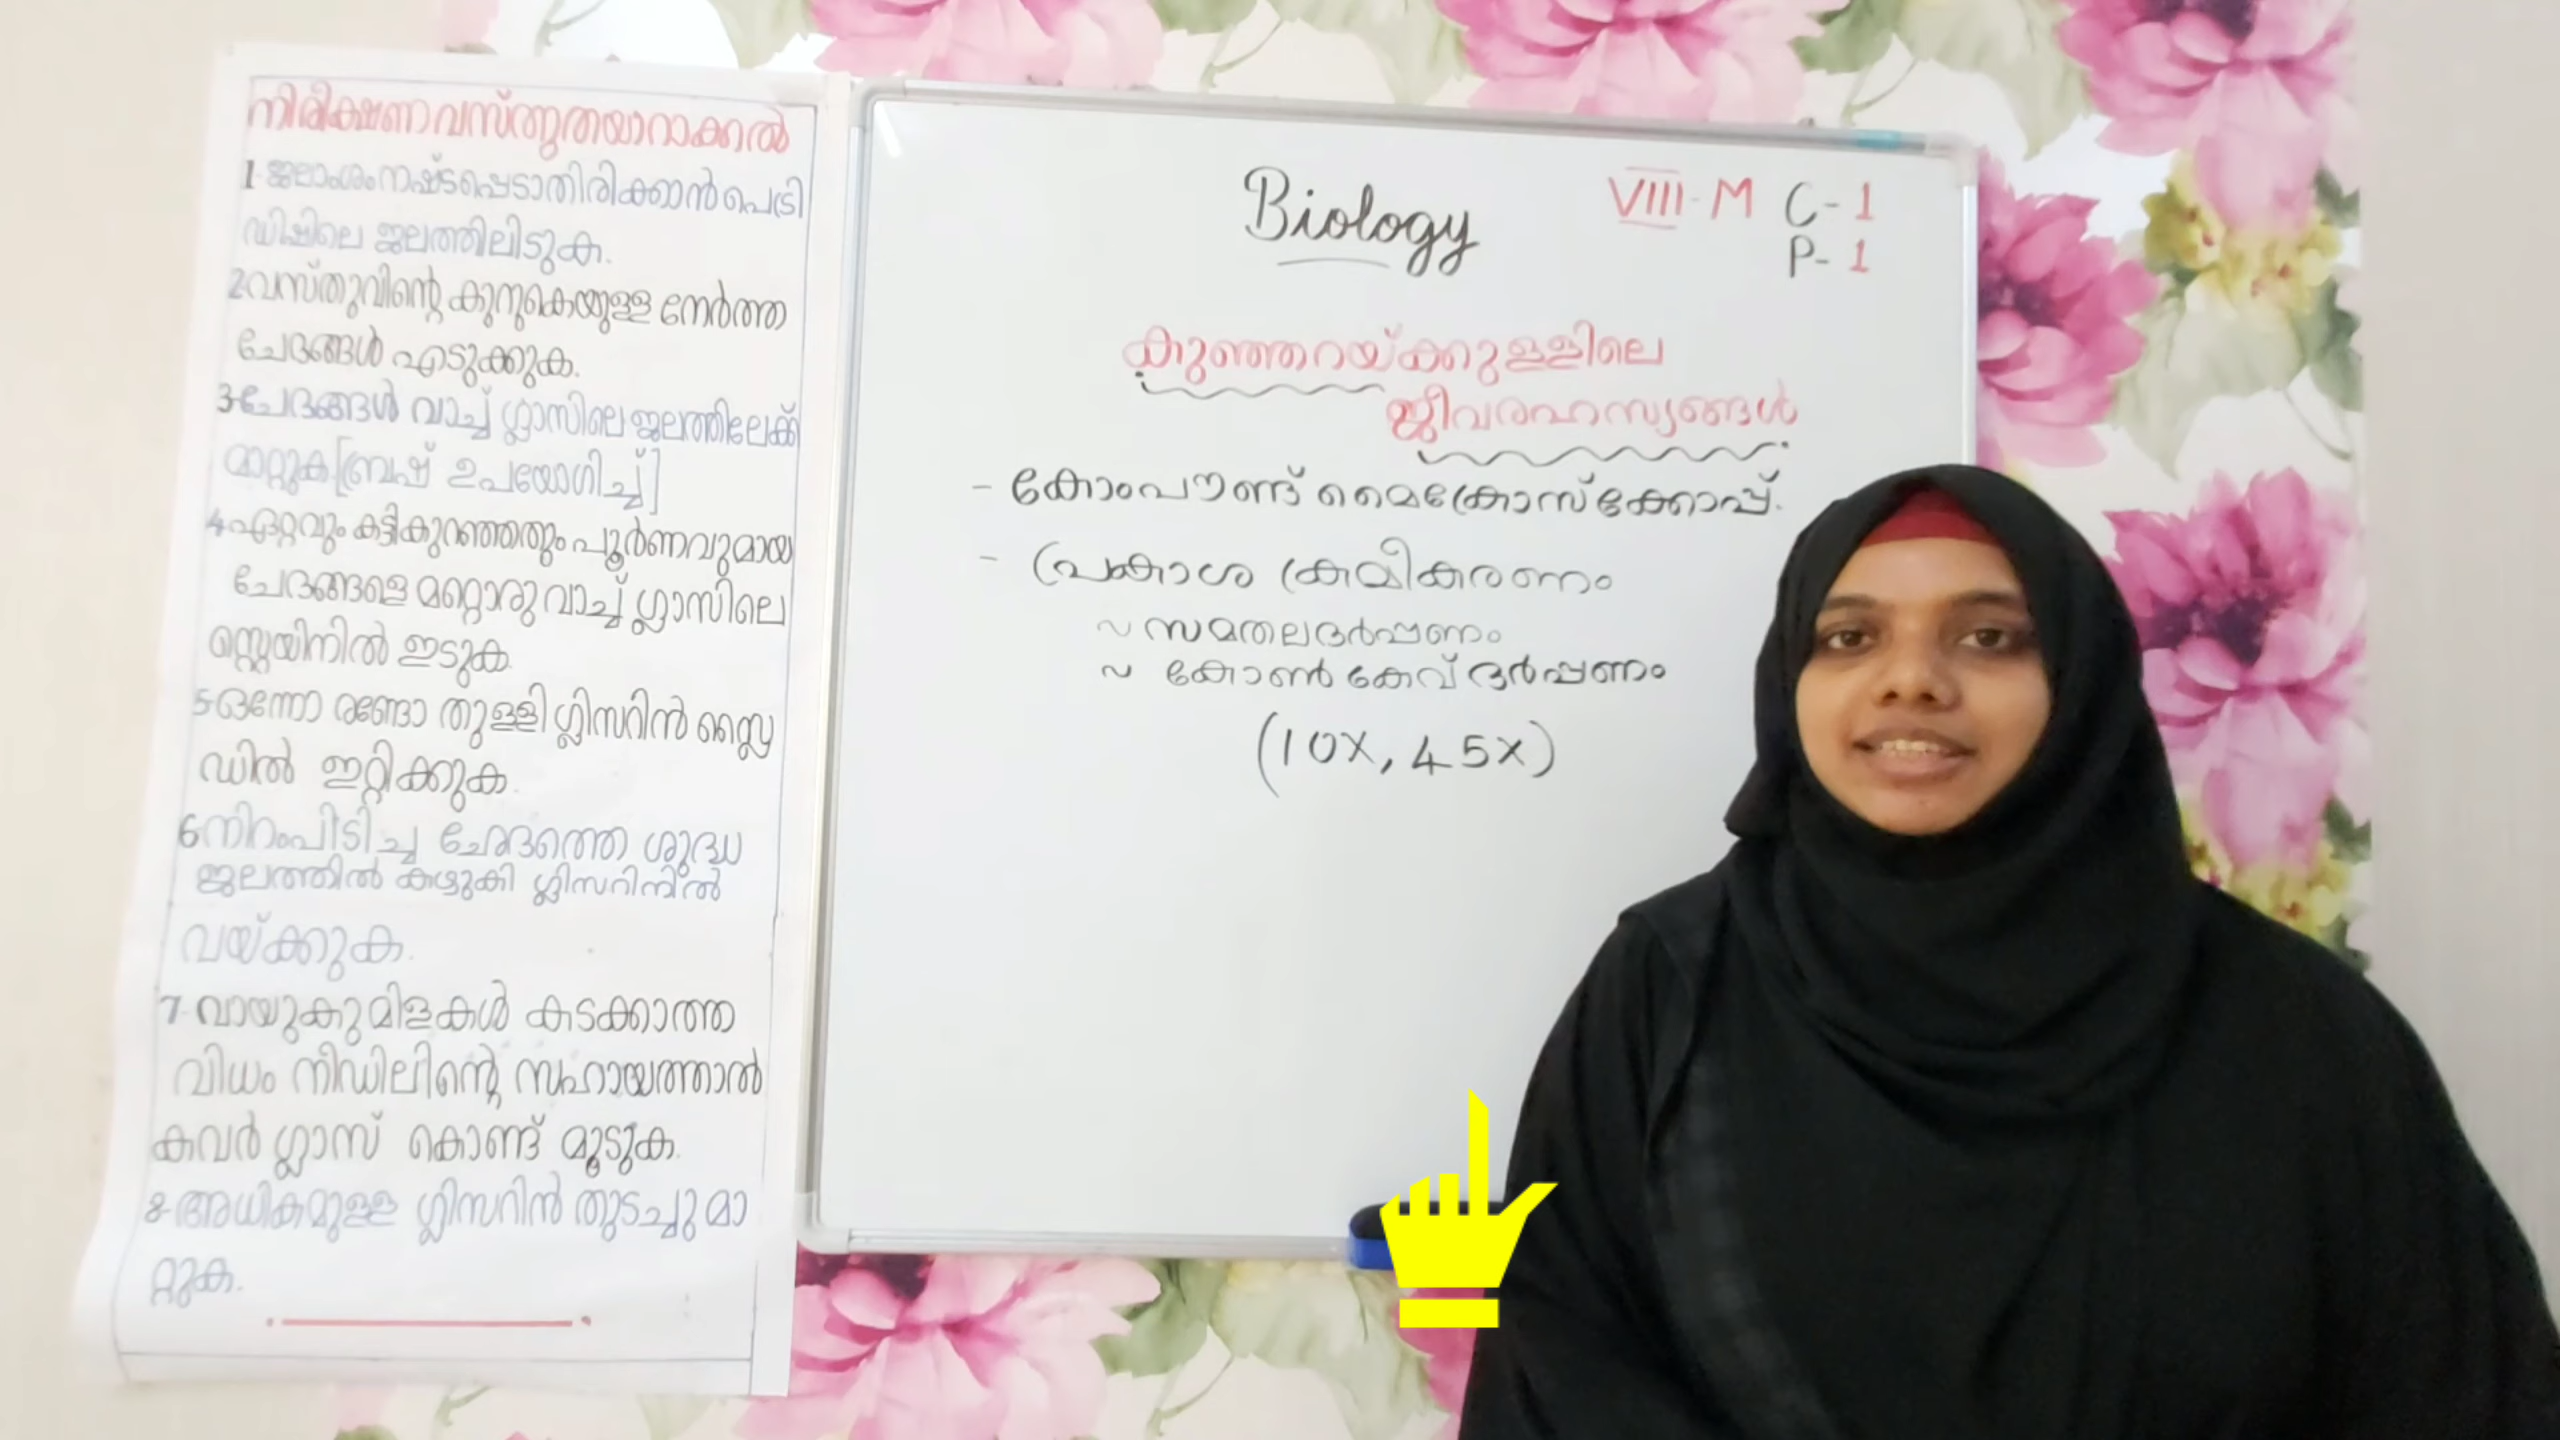 നിരീക്ഷണവസ്തുതയാറാക്കൽ
1- ജലാംശംനഷ്ടപ്പെടാതിരിക്കാൻ പെട്രി
ഡിഷിലെ ജലത്തിലിടുക.
2-വസ്തുവിന്റെ കുറുകെയുള്ള നേർത്ത
ഛേദങ്ങൾ എടുക്കുക.
3-ഛേദങ്ങൾ വാച്ച് ഗ്ലാസിലെ ജലത്തിലേക്ക്
മാറ്റുക[ബ്രഷ് ഉപയോഗിച്ച്]
4-ഏറ്റവും കട്ടികുറഞ്ഞതും പൂർണവുമായ
ഛേദങ്ങളെ മറ്റൊരു വാച്ച് ഗ്ലാസിലെ
സ്റ്റെയിനിൽ ഇടുക.
5-ഒന്നോ രണ്ടോ തുള്ളി ഗ്ലിസറിൻ സ്ലൈ
ഡിൽ ഇറ്റിക്കുക.
6-നിറംപിടിച്ച ഛേദത്തെ ശുദ്ധ
ജലത്തിൽ കഴുകി ഗ്ലിസറിനിൽ
വയ്ക്കുക.
7-വായുകുമിളകൾ കടക്കാത്ത
വിധം നീഡിലിന്റെ സഹായത്താൽ
കവർ ഗ്ലാസ് കൊണ്ട് മൂടുക.
8-അധികമുള്ള ഗ്ലിസറിൻ തുടച്ചു മാ
റ്റുക.
Biology
VIII-M C-1
P-1
കുഞ്ഞറയ്ക്കുള്ളിലെ
ജീവരഹസ്യങ്ങൾ
- കോംപൗണ്ട് മൈക്രോസ്ക്കോപ്പ്.
- പ്രകാശ ക്രമീകരണം
~ സമതലദർപ്പണം
~ കോൺകേവ് ദർപ്പണം
(10X, 45X)